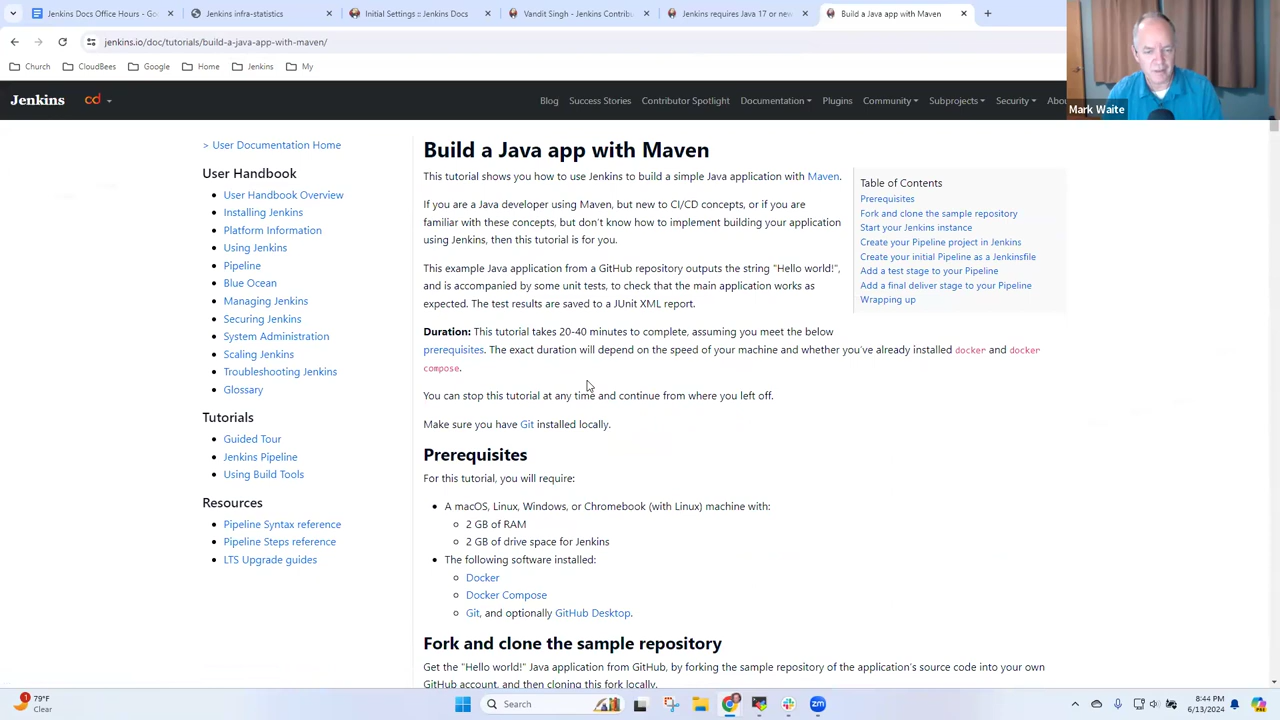 Jenkins Docs Office Hours - Goo
Jenkins infra-statistics
Initial Settings :: Jenkins Docs
Vandit Singh - Jenkins Contribu
Jenkins requires Java 17 or new
Build a Java app with Maven
jenkins.io/doc/tutorials/build-a-java-app-with-maven/
Church
CloudBees
Google
Home
Jenkins
My
Mark Waite
Jenkins
cd
Blog
Success Stories
Contributor Spotlight
Documentation
Plugins
Community
Subprojects
Security
Abou
> User Documentation Home
User Handbook
User Handbook Overview
Installing Jenkins
Platform Information
Using Jenkins
Pipeline
Blue Ocean
Managing Jenkins
Securing Jenkins
System Administration
Scaling Jenkins
Troubleshooting Jenkins
Glossary
Tutorials
Guided Tour
Jenkins Pipeline
Using Build Tools
Resources
Pipeline Syntax reference
Pipeline Steps reference
LTS Upgrade guides
Build a Java app with Maven
This tutorial shows you how to use Jenkins to build a simple Java application with Maven.
If you are a Java developer using Maven, but new to CI/CD concepts, or if you are
familiar with these concepts, but don't know how to implement building your application
using Jenkins, then this tutorial is for you.
This example Java application from a GitHub repository outputs the string "Hello world!",
and is accompanied by some unit tests, to check that the main application works as
expected. The test results are saved to a JUnit XML report.
Duration: This tutorial takes 20-40 minutes to complete, assuming you meet the below
prerequisites. The exact duration will depend on the speed of your machine and whether you've already installed docker and docker
compose.
You can stop this tutorial at any time and continue from where you left off.
Make sure you have Git installed locally.
Prerequisites
For this tutorial, you will require:
A macOS, Linux, Windows, or Chromebook (with Linux) machine with:
2 GB of RAM
2 GB of drive space for Jenkins
The following software installed:
Docker
Docker Compose
Git, and optionally GitHub Desktop.
Fork and clone the sample repository
Get the "Hello world!" Java application from GitHub, by forking the sample repository of the application's source code into your own
GitHub account, and then cloning this fork locally.
Table of Contents
Prerequisites
Fork and clone the sample repository
Start your Jenkins instance
Create your Pipeline project in Jenkins
Create your initial Pipeline as a Jenkinsfile
Add a test stage to your Pipeline
Add a final deliver stage to your Pipeline
Wrapping up
1
79°F
Clear
Search
zm
8:44 PM
6/13/2024